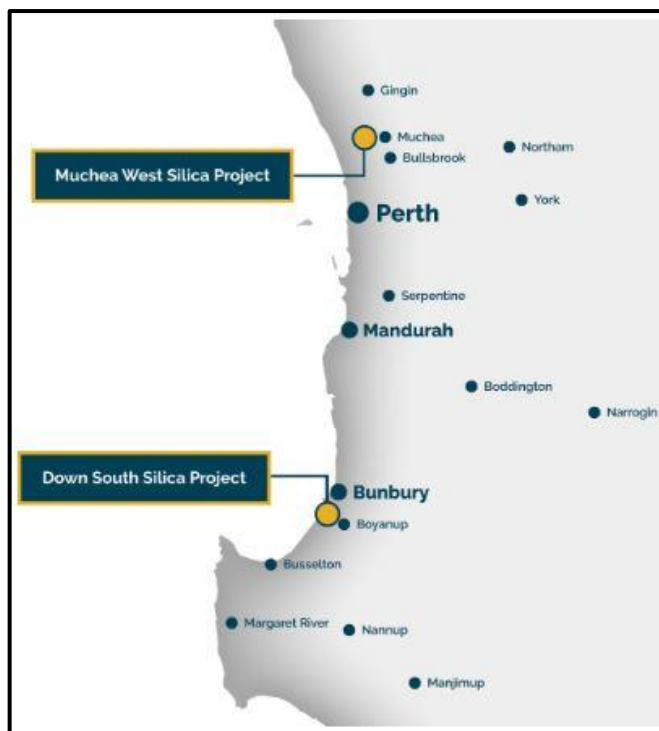 Gingin
Muchea
Northam
Bullsbrook
Muchea West Silica Project
York
Perth
Serpentine
Mandurah
Boddington
Narrogin
Down South Silica Project
Bunbury
Boyanup
Busselton
Margaret River
Nannup
Manjimup